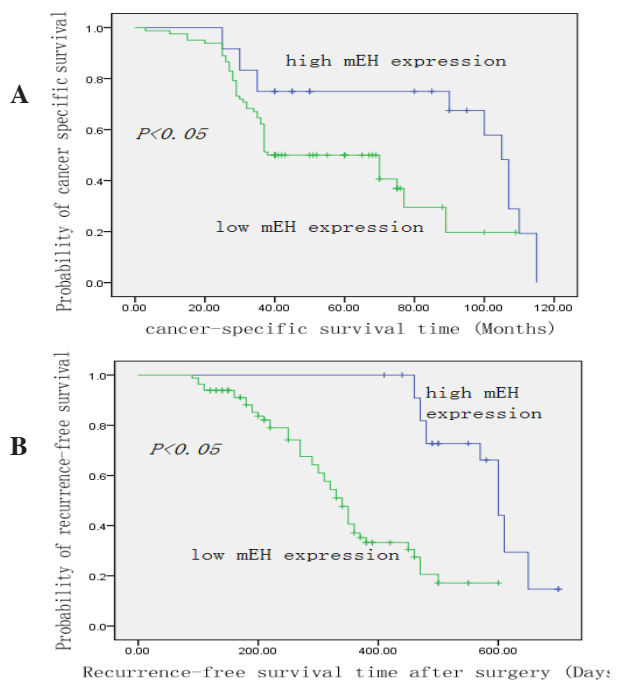 A
Probability of cancer specific survival
1.0
0.8
0.6
0.4
0.2
0.0
high mEH expression
P<0.05
low mEH expression
0.00 20.00 40.00 60.00 80.00 100.00 120.00
cancer-specific survival time (Months)
B
Probability of recurrence-free survival
1.0
0.8
0.6
0.4
0.2
0.0
high mEH
expression
P<0.05
low mEH expression
0.00 200.00 400.00 600.00
Recurrence-free survival time after surgery (Days